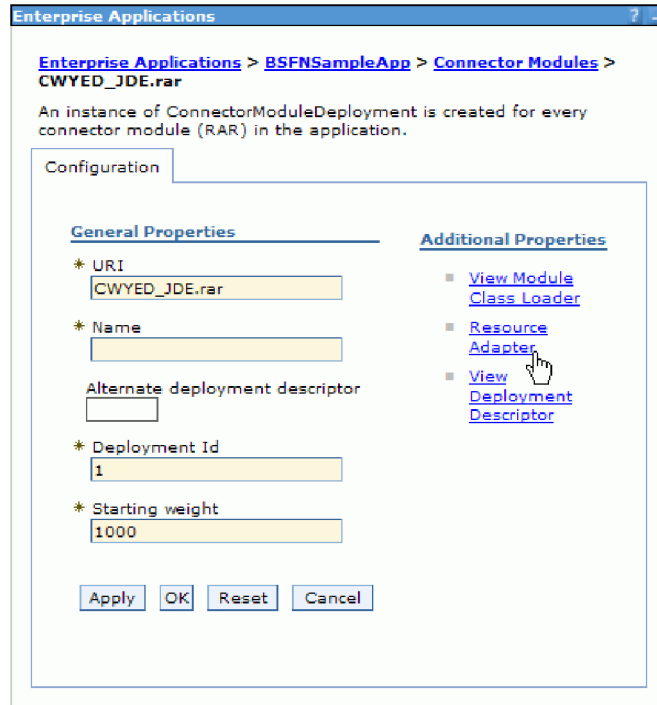 Enterprise Applications ? -
Enterprise Applications > BSFNSampleApp > Connector Modules >
CWYED_JDE.rar
An instance of ConnectorModuleDeployment is created for every
connector module (RAR) in the application.
Configuration
General Properties
* URI
CWYED_JDE.rar
* Name
Alternate deployment descriptor
* Deployment Id
1
* Starting weight
1000
Apply OK Reset Cancel
Additional Properties
View Module
Class Loader
Resource
Adapter
View
Deployment
Descriptor